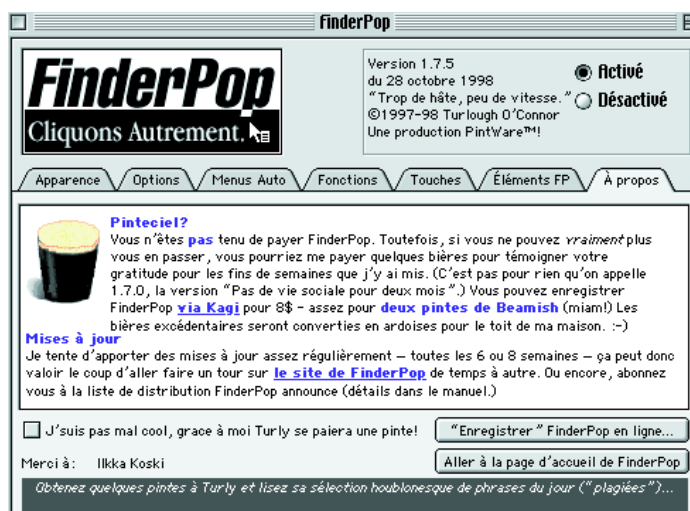 FinderPop
FinderPop
Cliquons Autrement.
Version 1.7.5
du 28 octobre 1998
“Trop de hâte, peu de vitesse.”
©1997-98 Turlough O'Connor
Une production PintWare™!
Activé
Désactivé
Apparence Options Menus Auto Fonctions Touches Éléments FP À propos
Pinteciel?
Vous n'êtes pas tenu de payer FinderPop. Toutefois, si vous ne pouvez vraiment plus
vous en passer, vous pourriez me payer quelques bières pour témoigner votre
gratitude pour les fins de semaines que j'y ai mis. (C'est pas pour rien qu'on appelle
1.7.0, la version “Pas de vie sociale pour deux mois”.) Vous pouvez enregistrer
FinderPop via Kagi pour 8$ - assez pour deux pintes de Beamish (miam!) Les
bières excédentaires seront converties en ardoises pour le toit de ma maison. :-)
Mises à jour
Je tente d'apporter des mises à jour assez régulièrement — toutes les 6 ou 8 semaines — ça peut donc
valoir le coup d'aller faire un tour sur le site de FinderPop de temps à autre. Ou encore, abonnez
vous à la liste de distribution FinderPop announce (détails dans le manuel.)
J'suis pas mal cool, grace à moi Turly se paiera une pinte!
“Enregistrer” FinderPop en ligne...
Merci à: Ilkka Koski
Aller à la page d'accueil de FinderPop
Obtenez quelques pintes à Turly et lisez sa sélection houblonesque de phrases du jour (“plagiées”)...